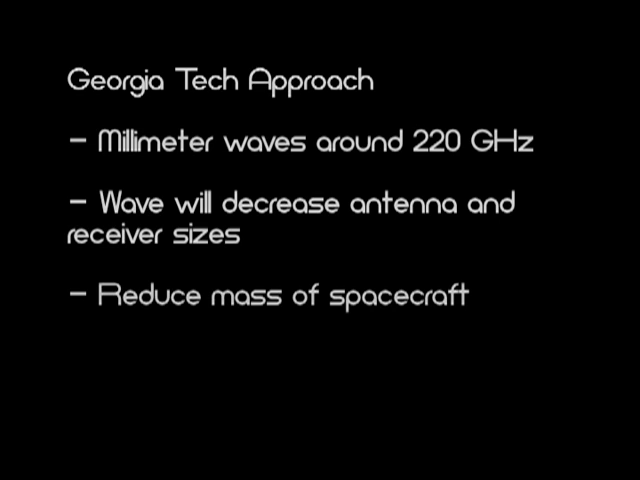 Georgia Tech Approach
- Millimeter waves around 220 GHz
- Wave will decrease antenna and
receiver sizes
- Reduce mass of spacecraft